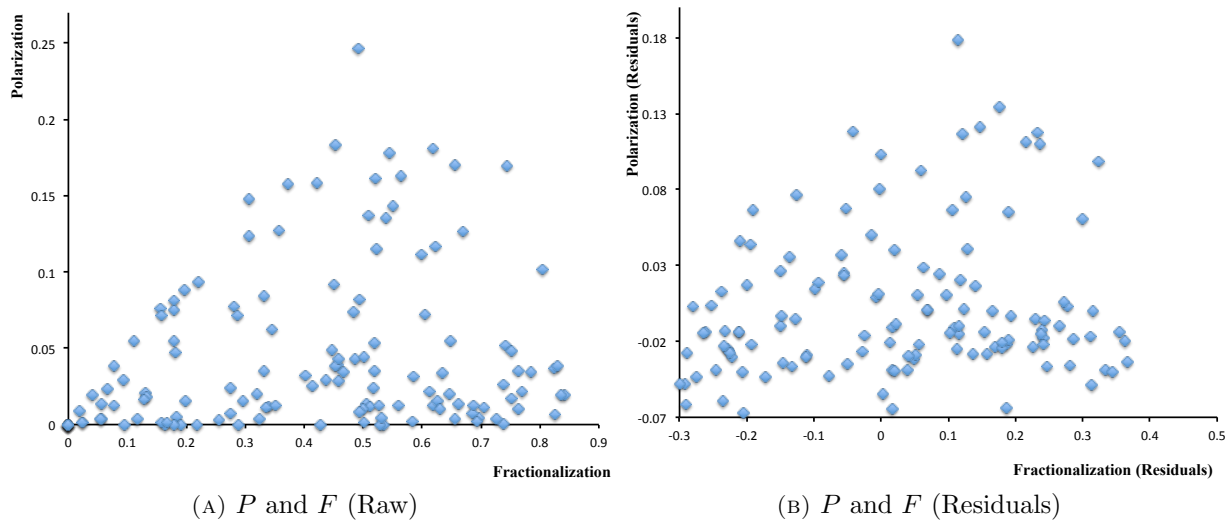 Polarization
0.25
0.2
0.15
0.1
0.05
0
0 0.1 0.2 0.3 0.4 0.5 0.6 0.7 0.8 0.9
Fractionalization
(A) P and F (Raw)
Polarization (Residuals)
0.18
0.13
0.08
0.03
-0.02
-0.07
-0.3 -0.2 -0.1 0 0.1 0.2 0.3 0.4 0.5
Fractionalization (Residuals)
(B) P and F (Residuals)